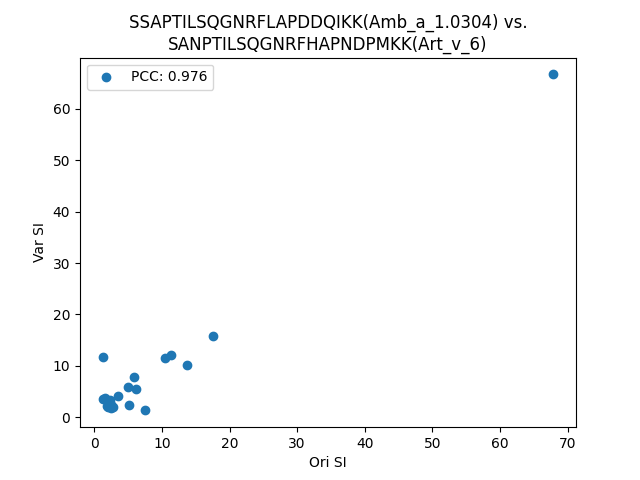 SSAPTILSQGNRFLAPDDQIKK(Amb_a_1.0304) vs.
SANPTILSQGNRFHAPNDPMKK(Art_v_6)
PCC: 0.976
60
50
40
30
20
10
0
Var SI
0 10 20 30 40 50 60 70
Ori SI